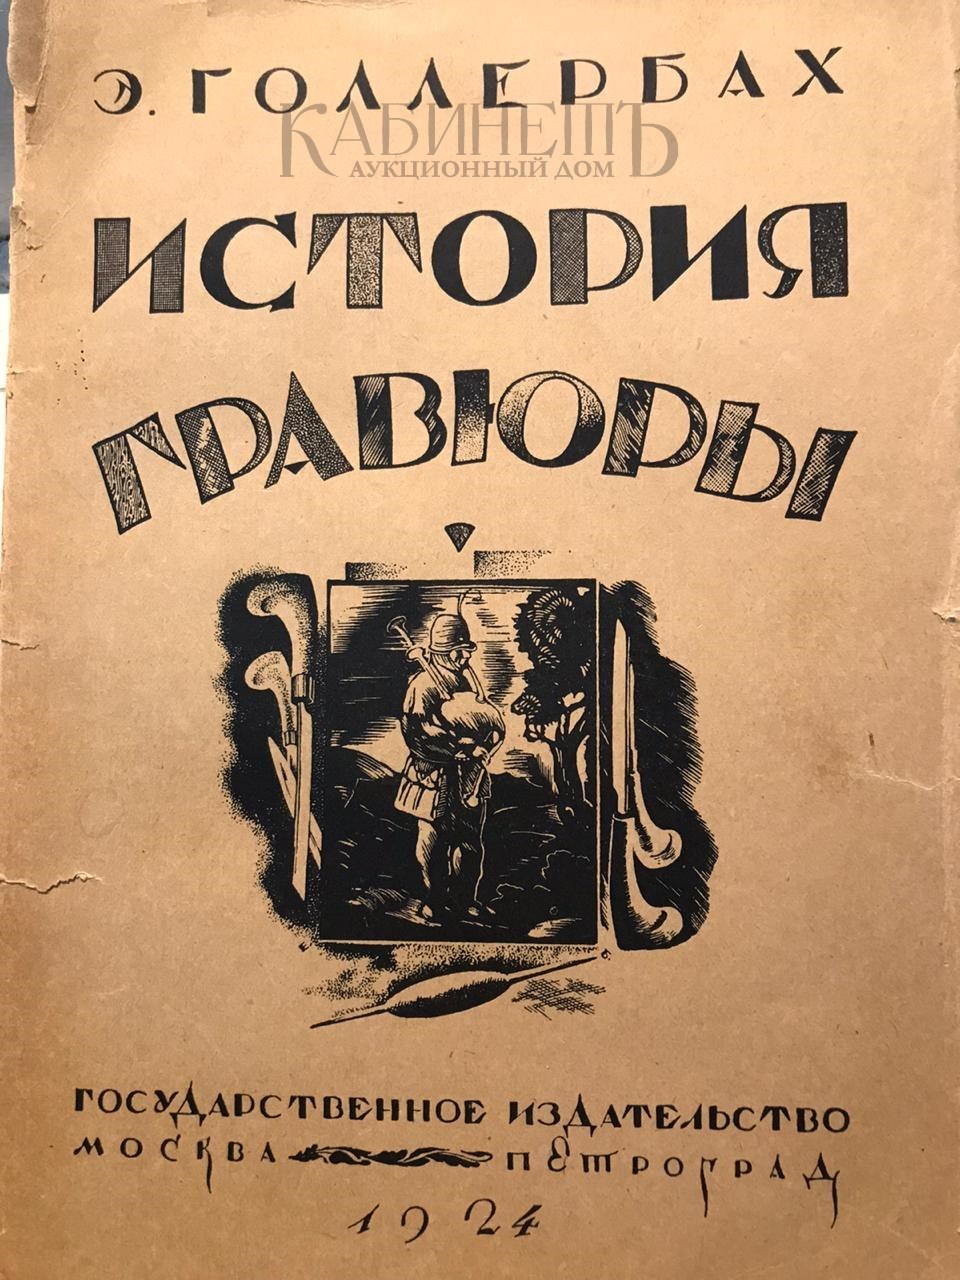 Э. ГОЛЛЕРБАХ
КАБИНЕТЪ
АУКЦИОННЫЙ ДОМ
ИСТОРИЯ
ГРАВЮРЫ
ГОСУДАРСТВЕННОЕ ИЗДАТЕЛЬСТВО
МОСКВА ПЕТРОГРАД
1924